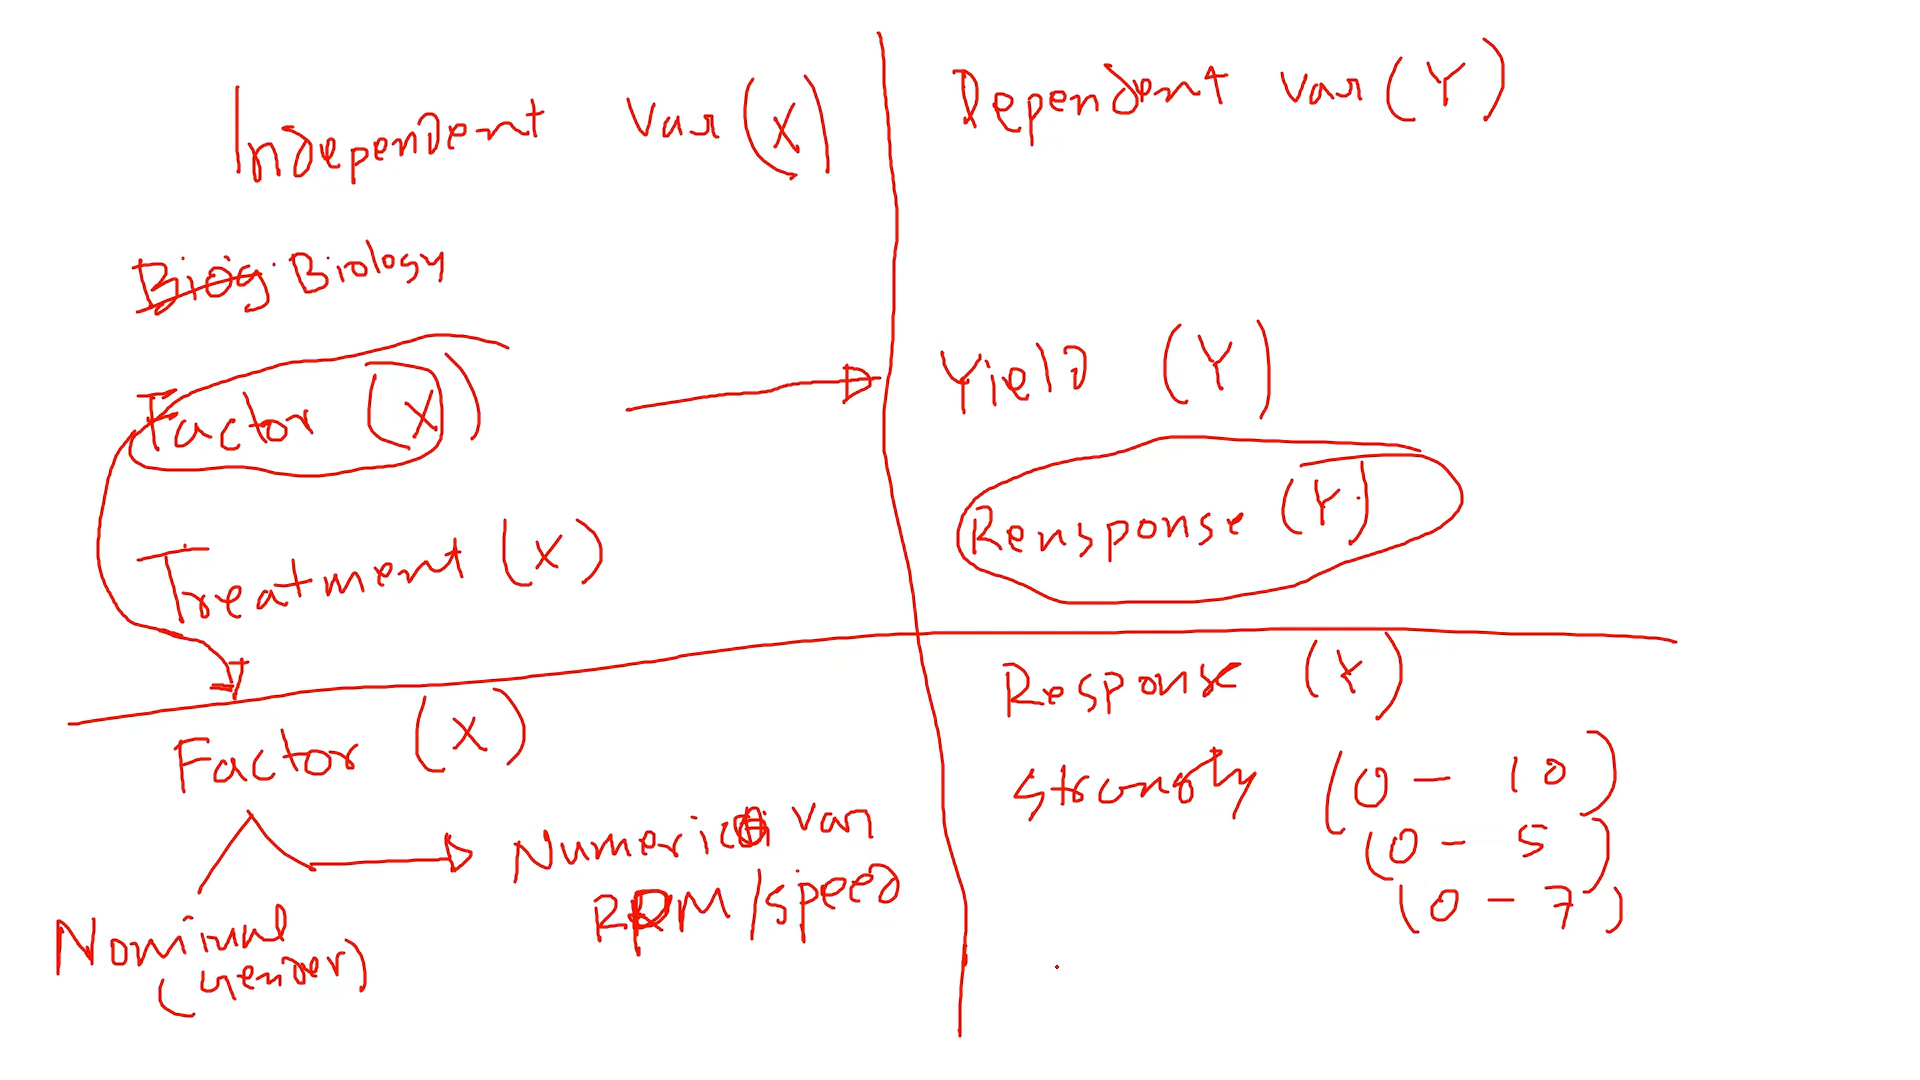 Independent Var (X)
Dependent Var (Y)
Biog Biology
Factor (X)
Yield (Y)
Rensponse (Y)
Treatment (X)
Factor (X)
Response (Y)
strongly (0 - 10)
(0 - 5)
(0 - 7)
Numerical Var
RPM/speed
Nominal
(Gender)